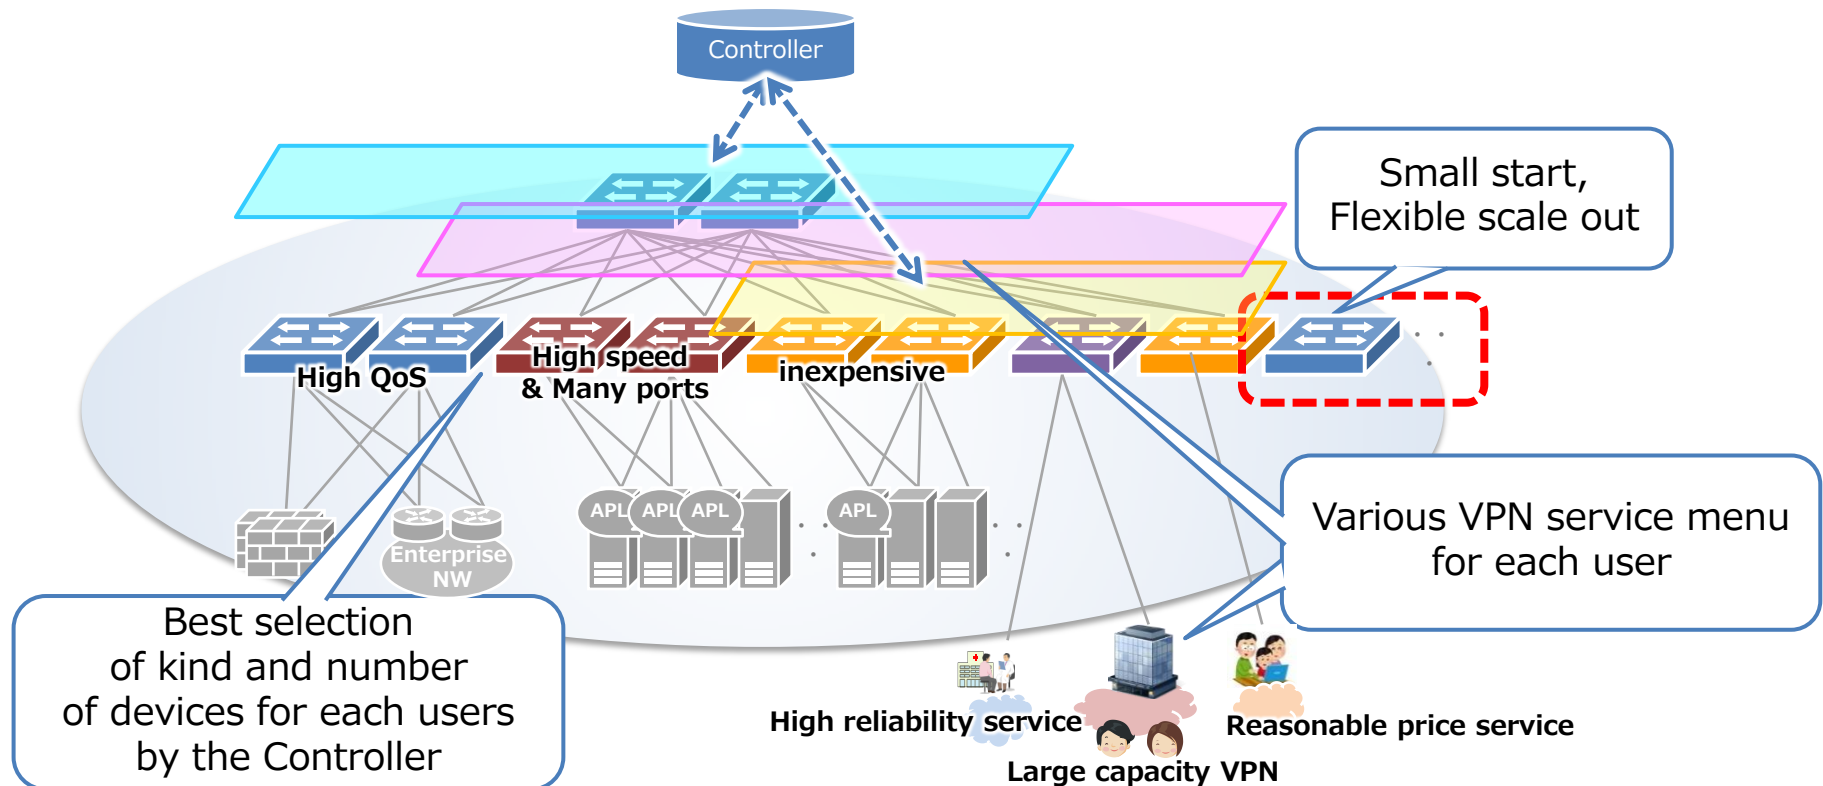 Controller
Small start,
Flexible scale out
High QoS
High speed
& Many ports
inexpensive
APL
APL
APL
APL
Enterprise
NW
Various VPN service menu
for each user
Best selection
of kind and number
of devices for each users
by the Controller
High reliability service
Reasonable price service
Large capacity VPN